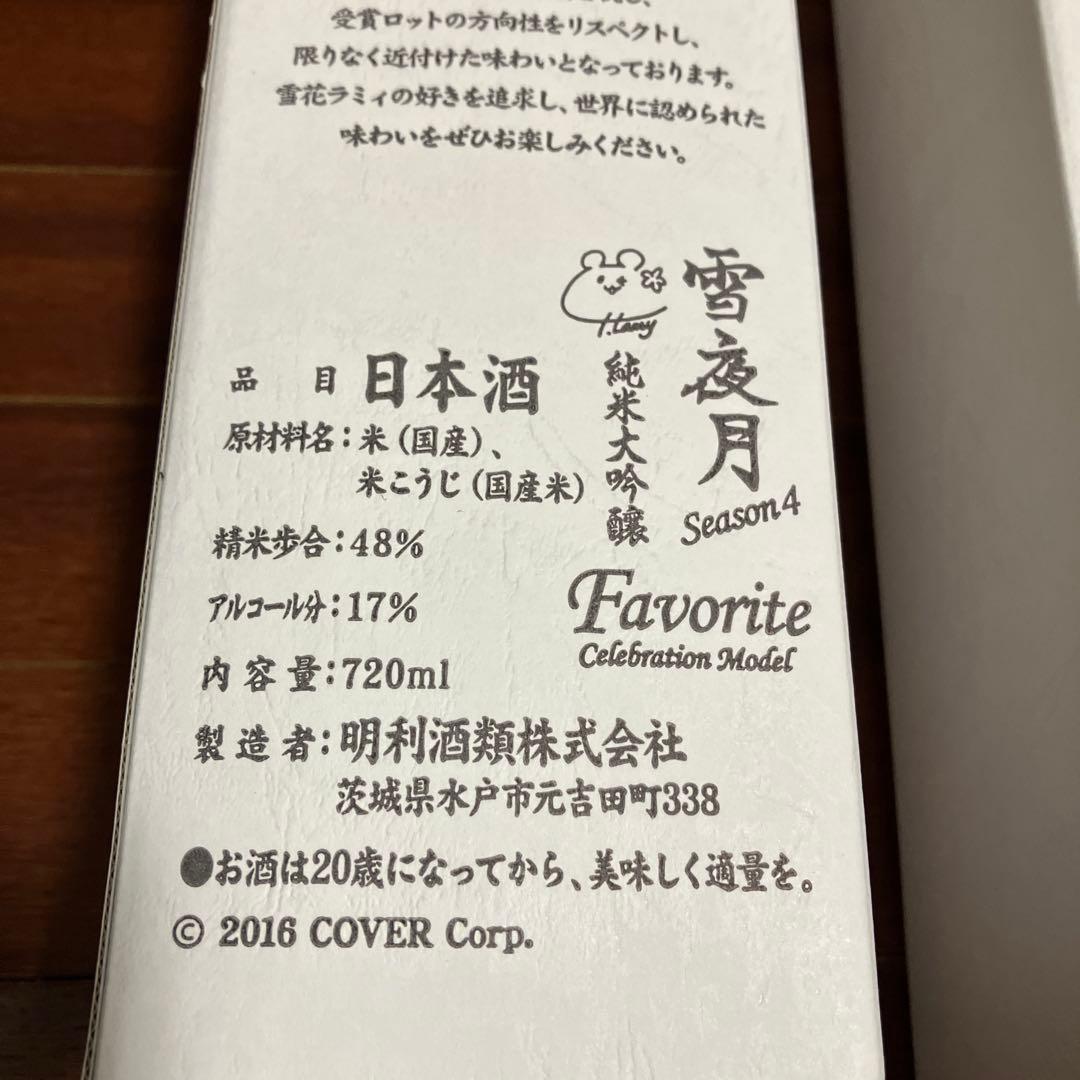 受賞ロットの方向性をリスペクトし、
限りなく近付けた味わいとなっております。
雪花ラミィの好きを追求し、世界に認められた
味わいをぜひお楽しみください。
雪夜月
Season4
純米大吟醸
Favorite
Celebration Model
品目 日本酒
原材料名:米(国産)、
米こうじ(国産米)
精米歩合:48%
アルコール分:17%
内容量:720ml
製造者:明利酒類株式会社
茨城県水戸市元吉田町338
●お酒は20歳になってから、美味しく適量を。
© 2016 COVER Corp.